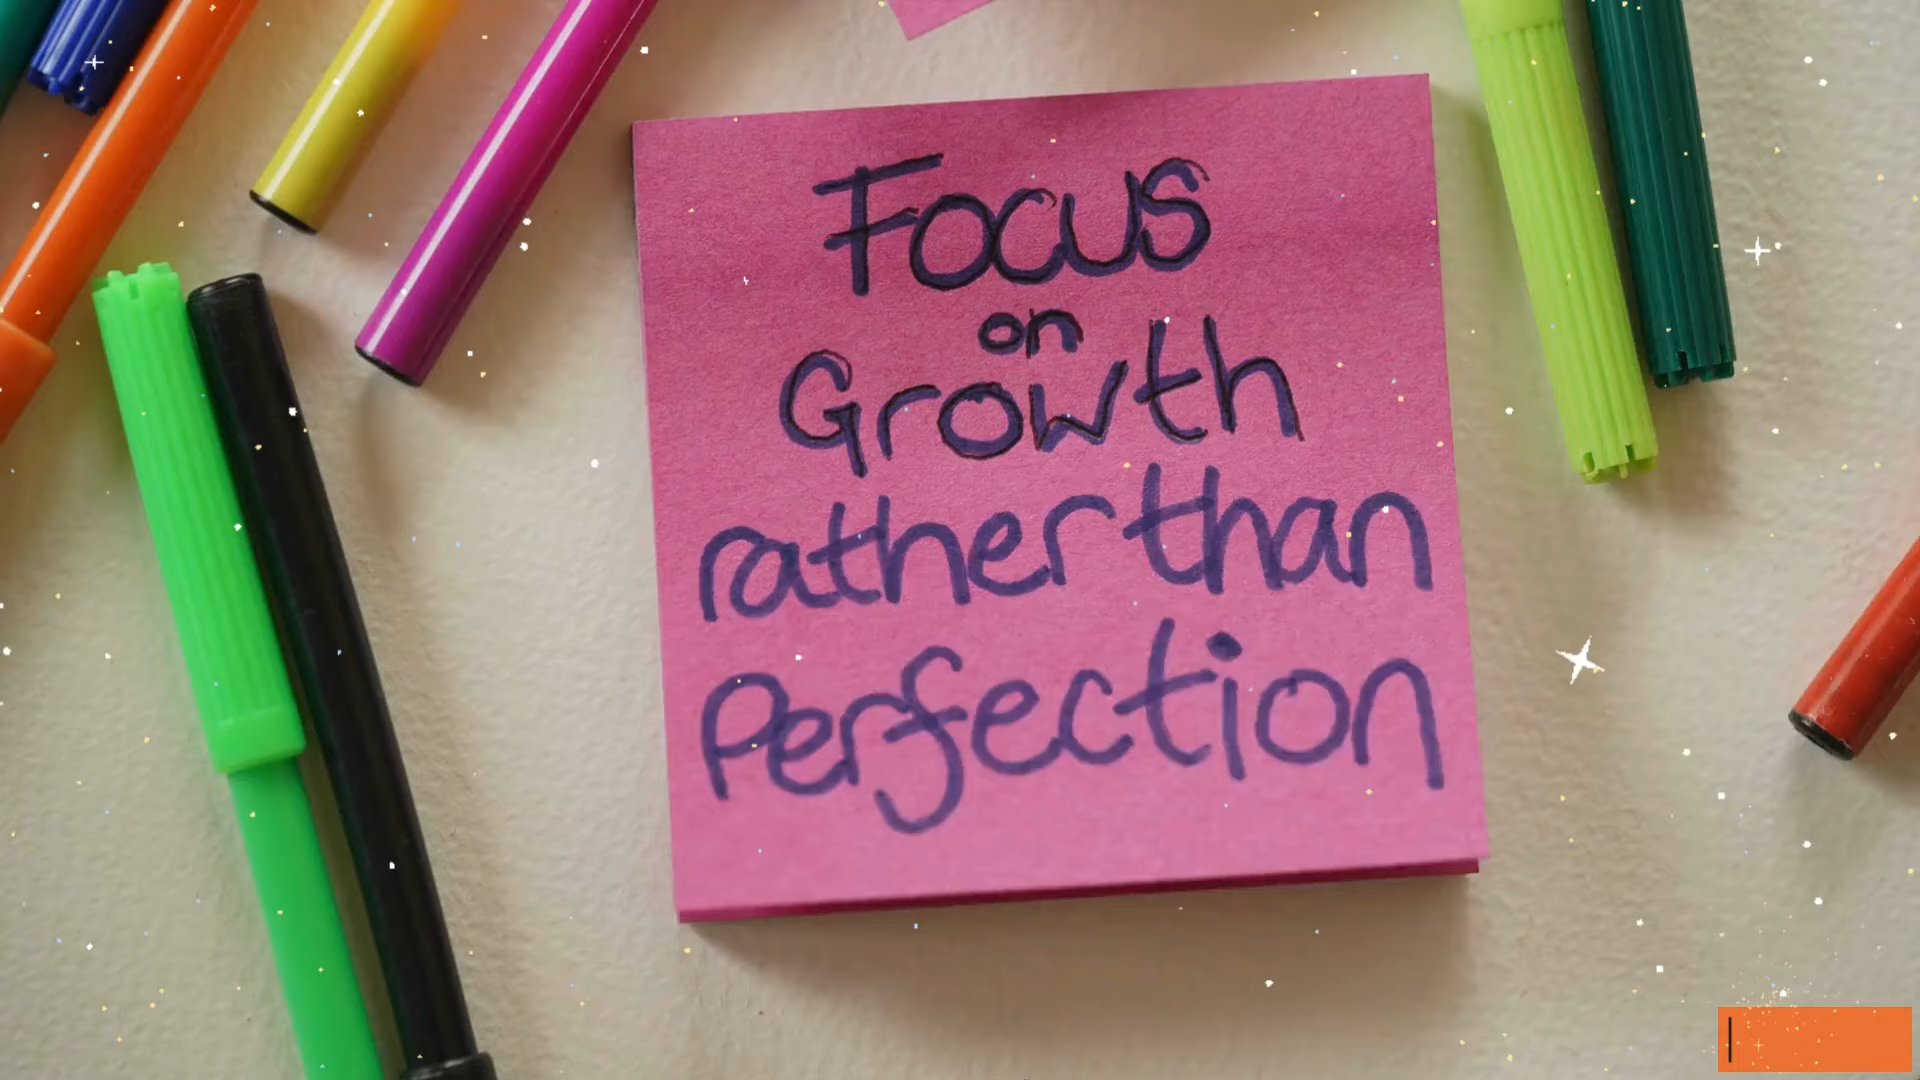 Focus
on
Growth
rather than
Perfection